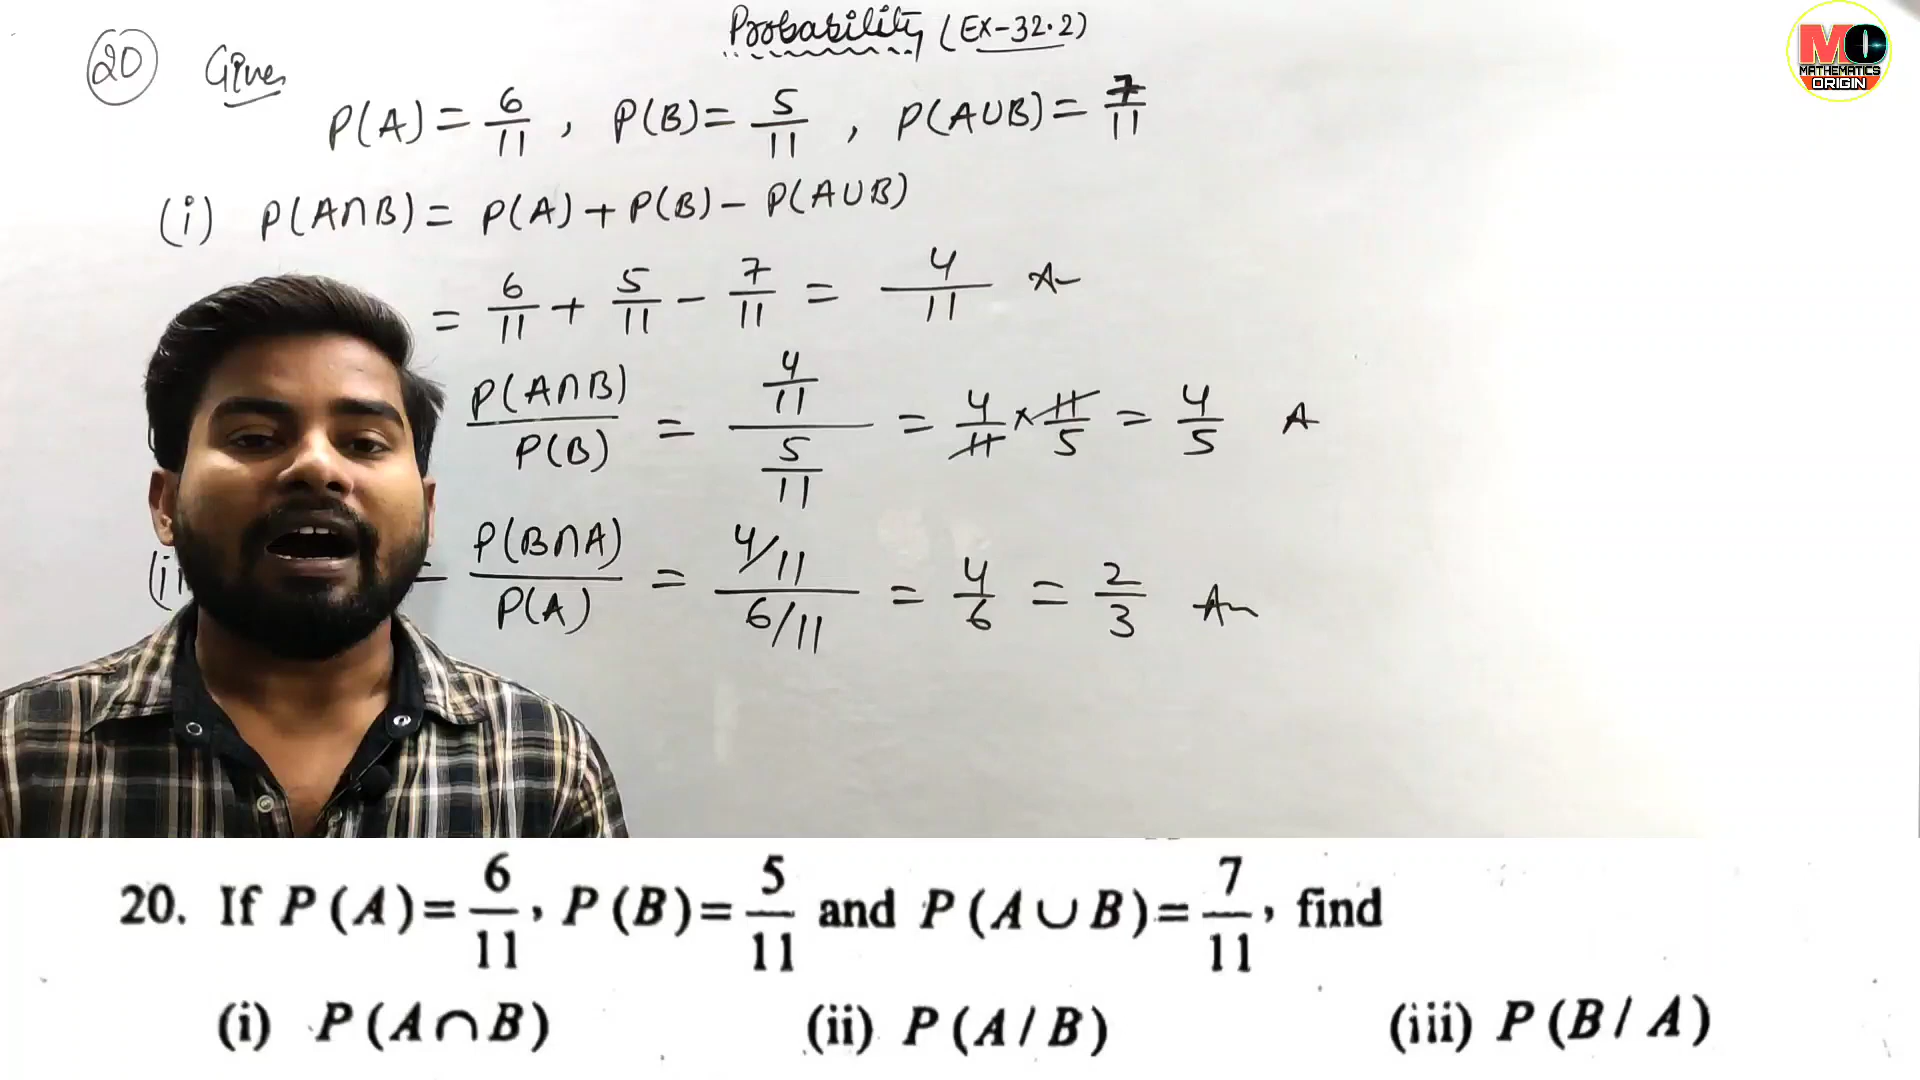 Probability (EX-32.2)
MO
MATHEMATICS
ORIGIN
(20) Given
P(A) = 6/11, P(B) = 5/11, P(A∪B) = 7/11
(i) P(A∩B) = P(A) + P(B) - P(A∪B)
= 6/11 + 5/11 - 7/11 = 4/11
P(A∩B)/P(B) = (4/11)/(5/11) = 4/11 × 11/5 = 4/5 A
= P(B∩A)/P(A) = (4/11)/(6/11) = 4/6 = 2/3
20. If P(A)= 6/11, P(B)= 5/11 and P(A∪B)= 7/11, find
(i) P(A∩B) (ii) P(A/B) (iii) P(B/A)